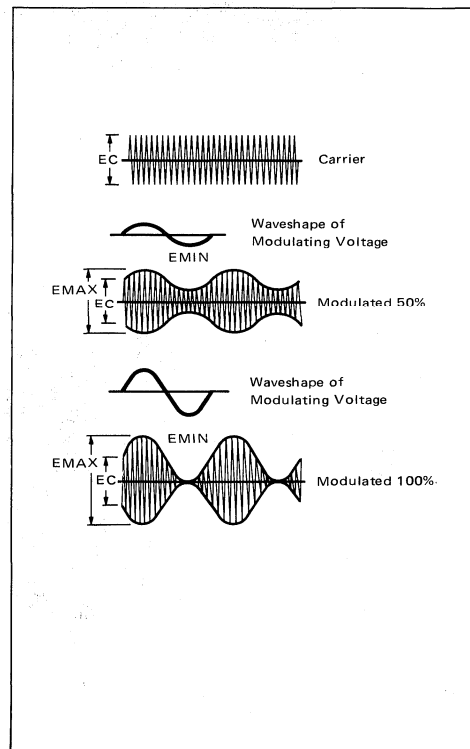 EC
Carrier
Waveshape of
Modulating Voltage
EMIN
EMAX
EC
Modulated 50%
Waveshape of
Modulating Voltage
EMIN
EMAX
EC
Modulated 100%